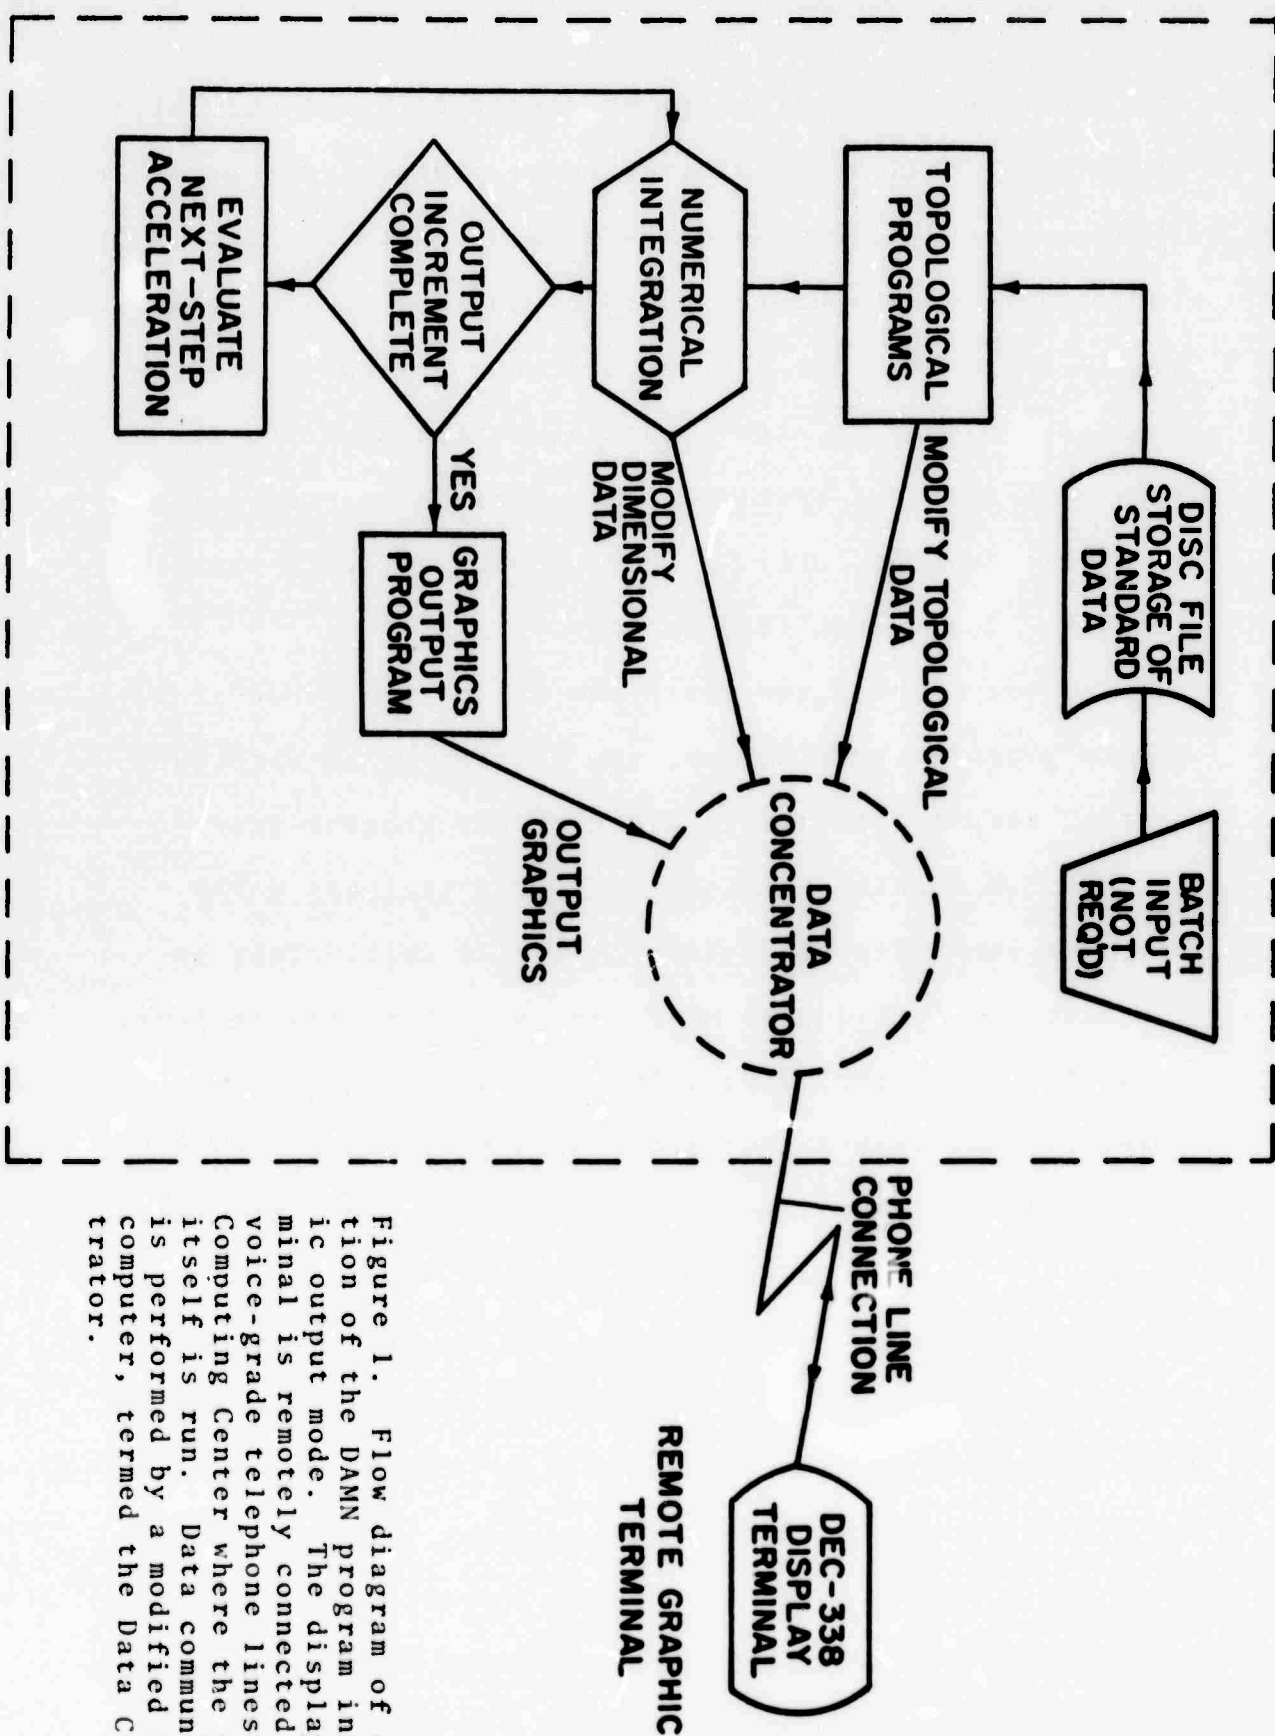 BATCH
INPUT
(NOT
REQ'D)
DISC FILE
STORAGE OF
STANDARD
DATA
TOPOLOGICAL
PROGRAMS
MODIFY TOPOLOGICAL
DATA
NUMERICAL
INTEGRATION
MODIFY
DIMENSIONAL
DATA
OUTPUT
INCREMENT
COMPLETE
YES
GRAPHICS
OUTPUT
PROGRAM
EVALUATE
NEXT-STEP
ACCELERATION
OUTPUT
GRAPHICS
DATA
CONCENTRATOR
PHONE LINE
CONNECTION
DEC-338
DISPLAY
TERMINAL
REMOTE GRAPHIC
TERMINAL
Figure 1. Flow diagram of
tion of the DAMN program in
ic output mode. The displa
minal is remotely connected
voice-grade telephone lines
Computing Center where the
itself is run. Data commun
is performed by a modified
computer, termed the Data C
trator.